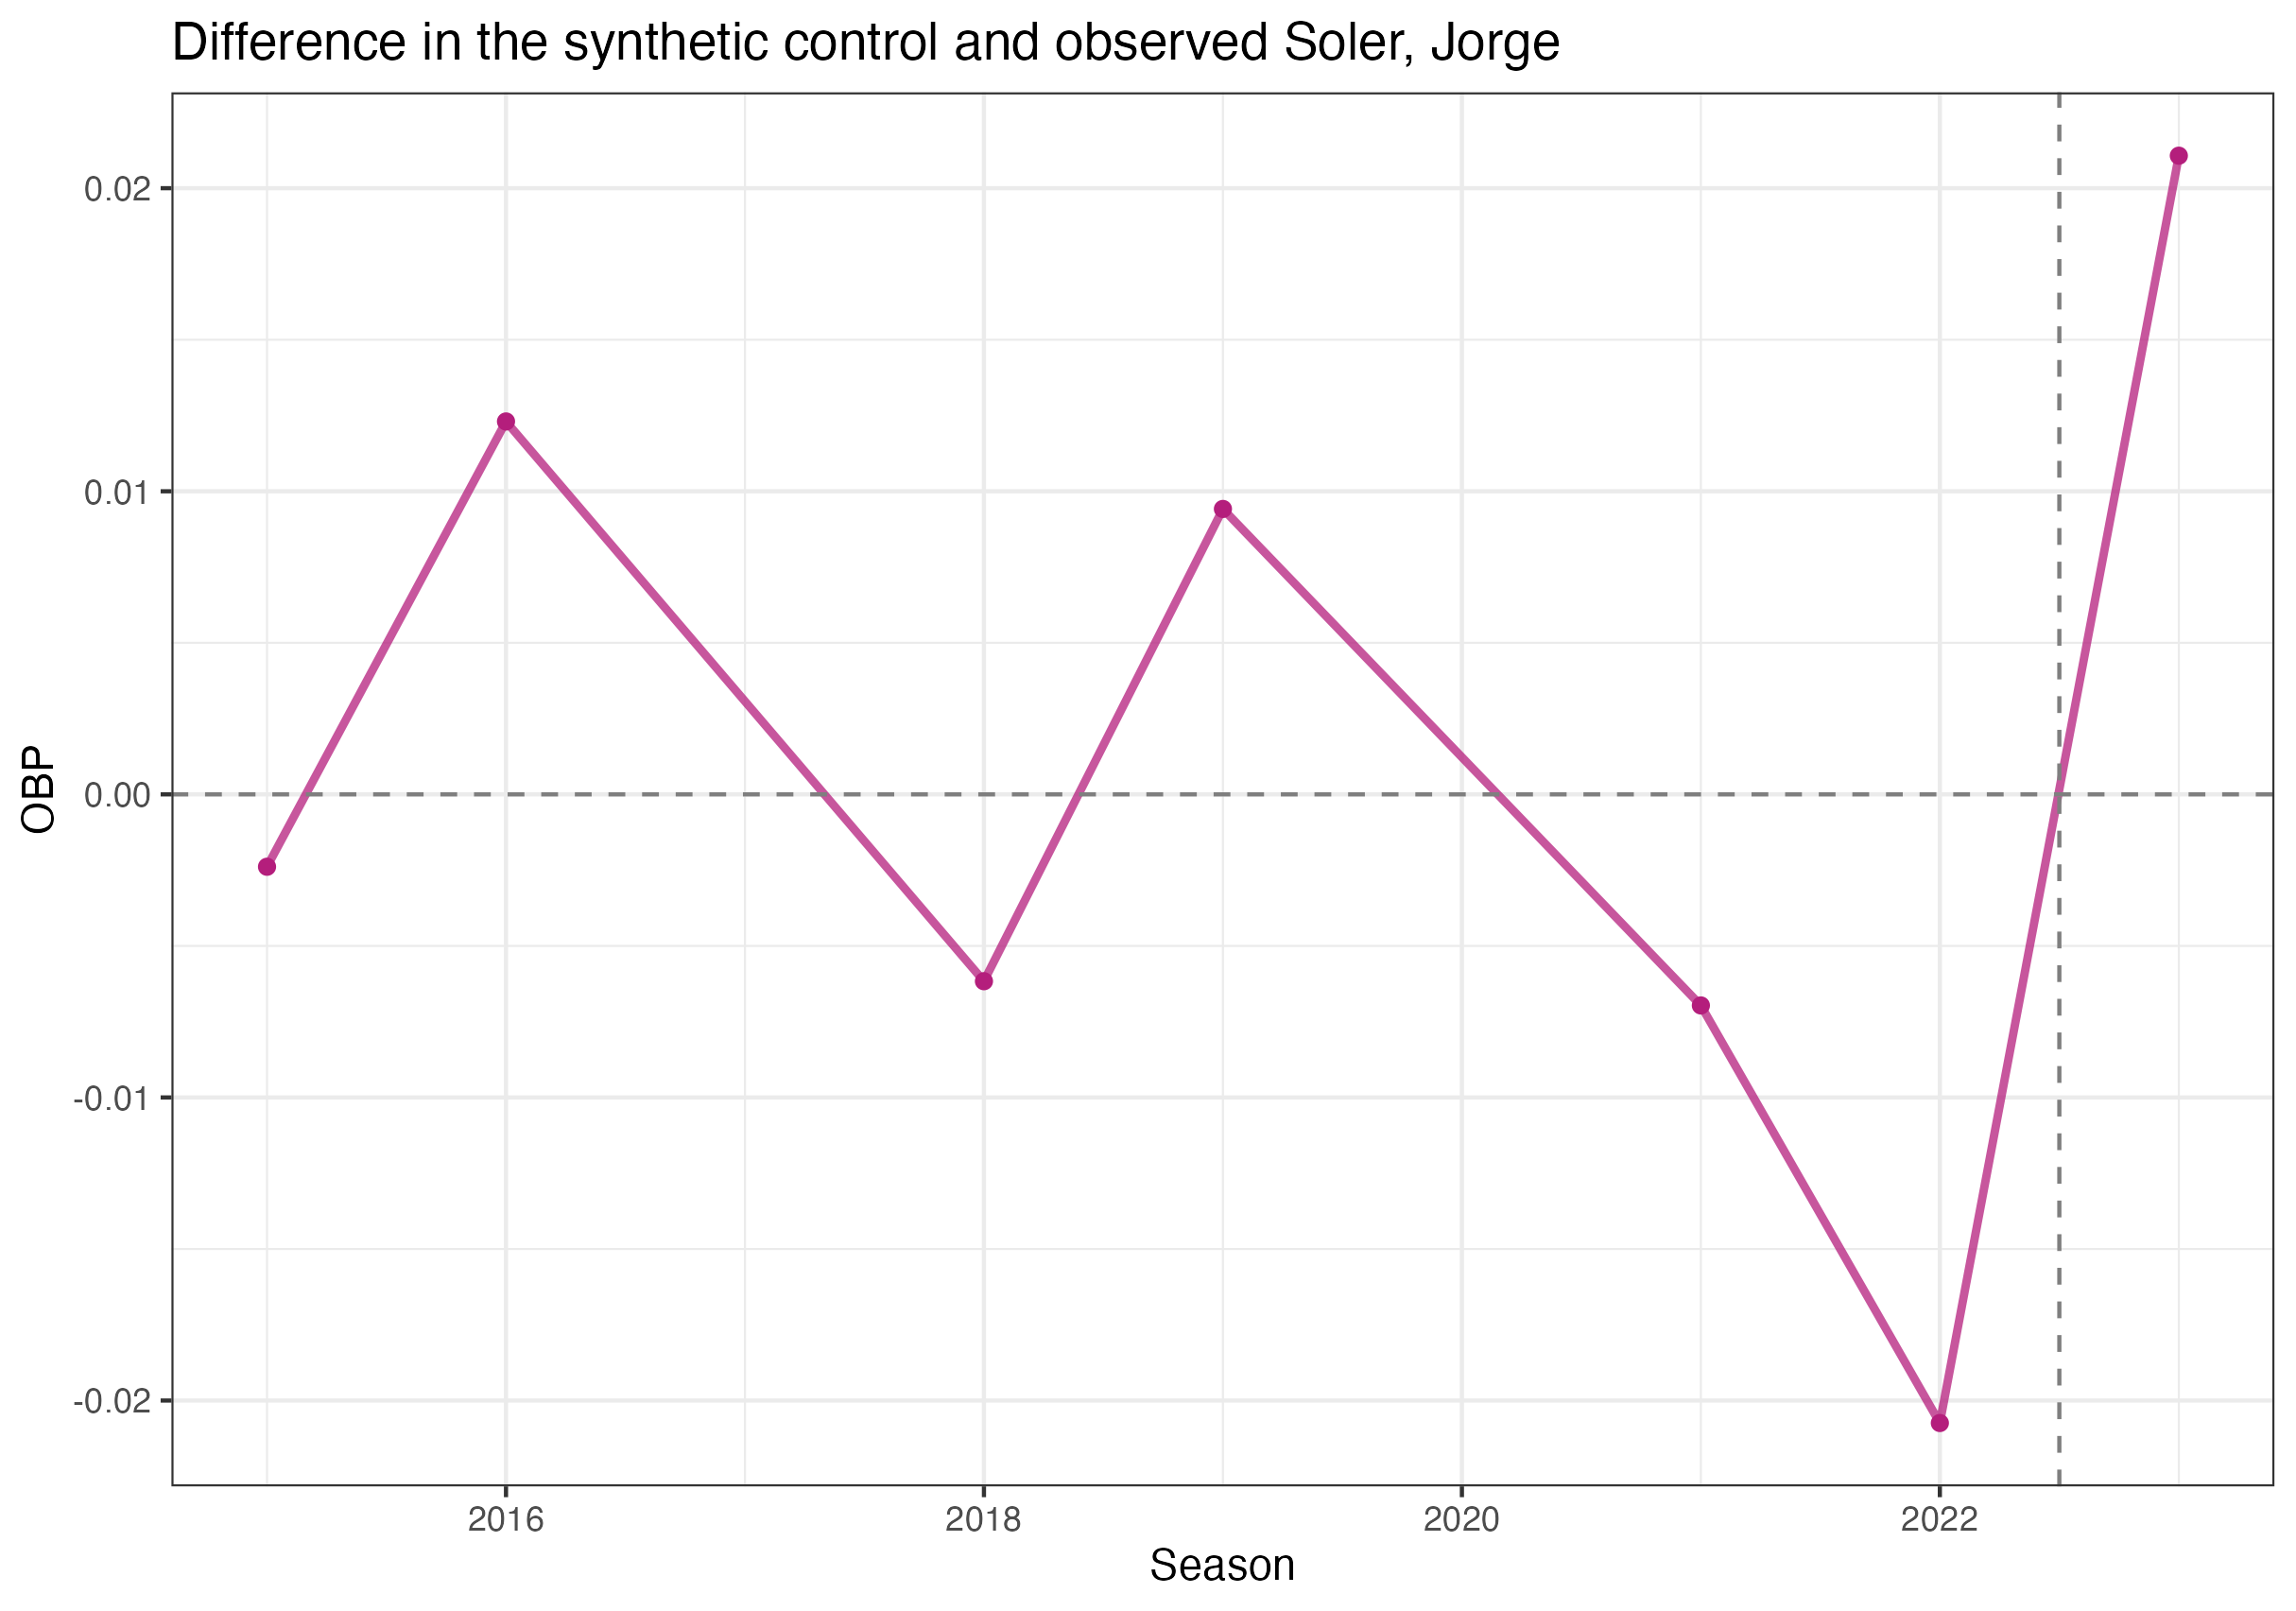 Difference in the synthetic control and observed Soler, Jorge
OBP
0.02
0.01
0.00
-0.01
-0.02
2016 2018 2020 2022
Season